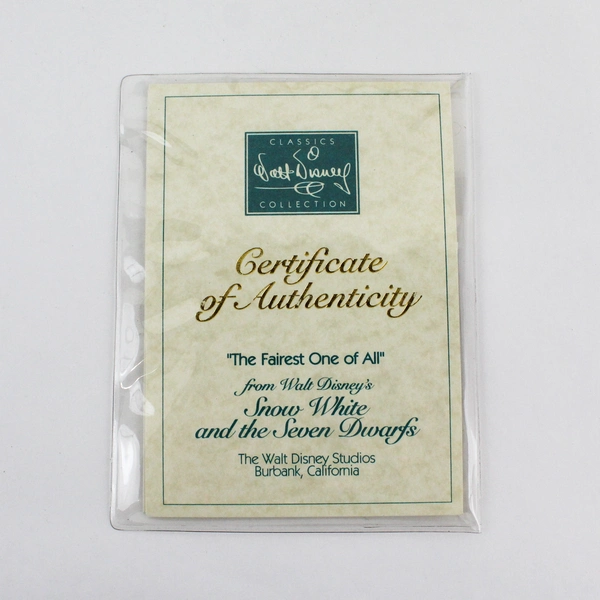 CLASSICS
Walt Disney
COLLECTION
Certificate
of Authenticity
"The Fairest One of All"
from Walt Disney's
Snow White
and the Seven Dwarfs
The Walt Disney Studios
Burbank, California